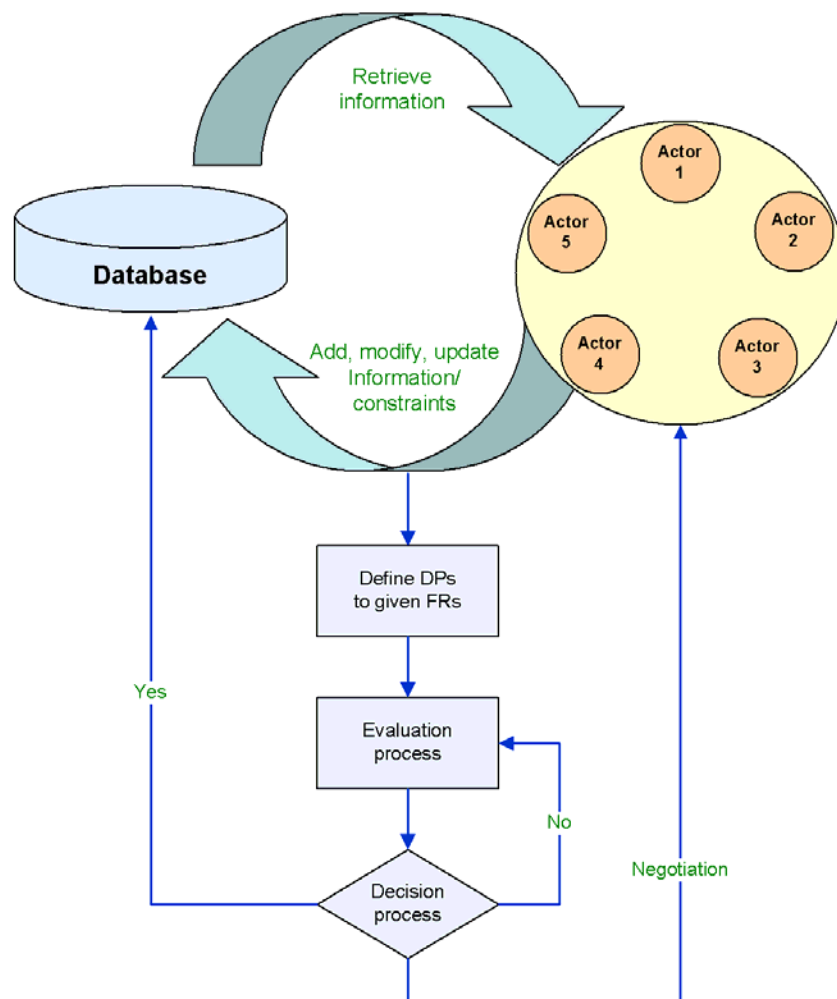 Retrieve
information
Actor
1
Actor
5
Actor
2
Database
Add, modify, update
Information/
constraints
Actor
4
Actor
3
Define DPs
to given FRs
Yes
Evaluation
process
No
Negotiation
Decision
process